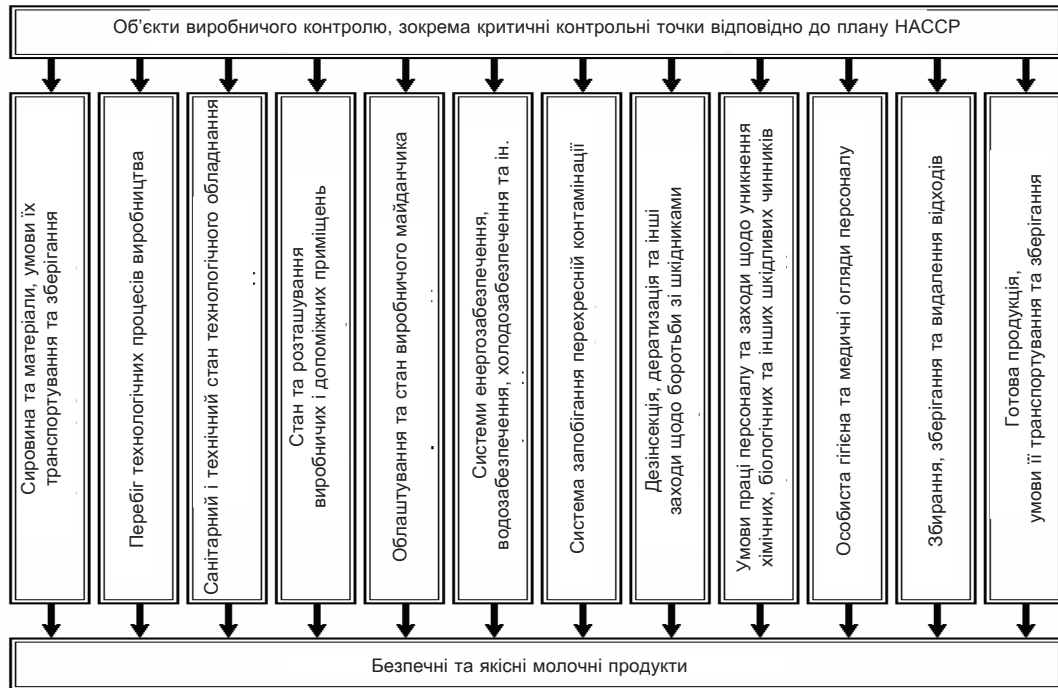 Об’єкти виробничого контролю, зокрема критичні контрольні точки відповідно до плану НАССР
Сировина та матеріали, умови їх
транспортування та зберігання
Перебіг технологічних процесів виробництва
Санітарний і технічний стан технологічного обладнання
Стан та розташування
виробничих і допоміжних приміщень
Облаштування та стан виробничого майданчика
Системи енергозабезпечення,
водозабезпечення, холодозабезпечення та ін.
Система запобігання перехресній контамінації
Дезінсекція, дератизація та інші
заходи щодо боротьби зі шкідниками
Умови праці персоналу та заходи щодо уникнення
хімічних, біологічних та інших шкідливих чинників
Особиста гігієна та медичні огляди персоналу
Збирання, зберігання та видалення відходів
Готова продукція,
умови її транспортування та зберігання
Безпечні та якісні молочні продукти